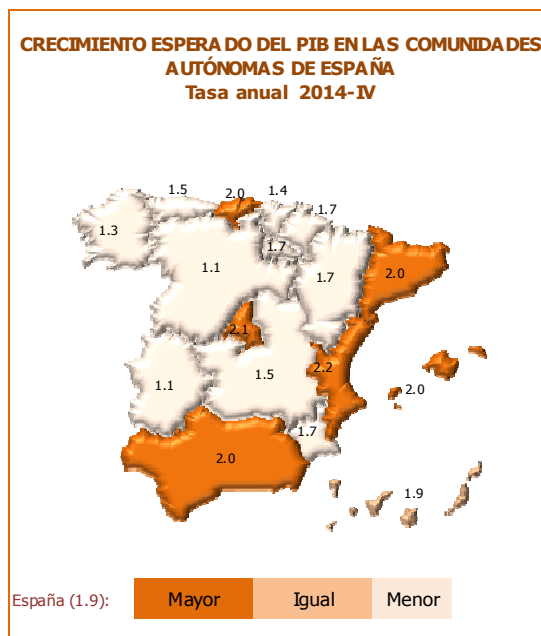 CRECIMIENTO ESPERADO DEL PIB EN LAS COMUNIDADES
AUTÓNOMAS DE ESPAÑA
Tasa anual 2014-IV
1.5
2.0
1.4
1.7
1.3
1.7
1.1
1.7
2.0
2.1
2.2
1.5
1.1
2.0
1.7
2.0
1.9
España (1.9):
Mayor
Igual
Menor